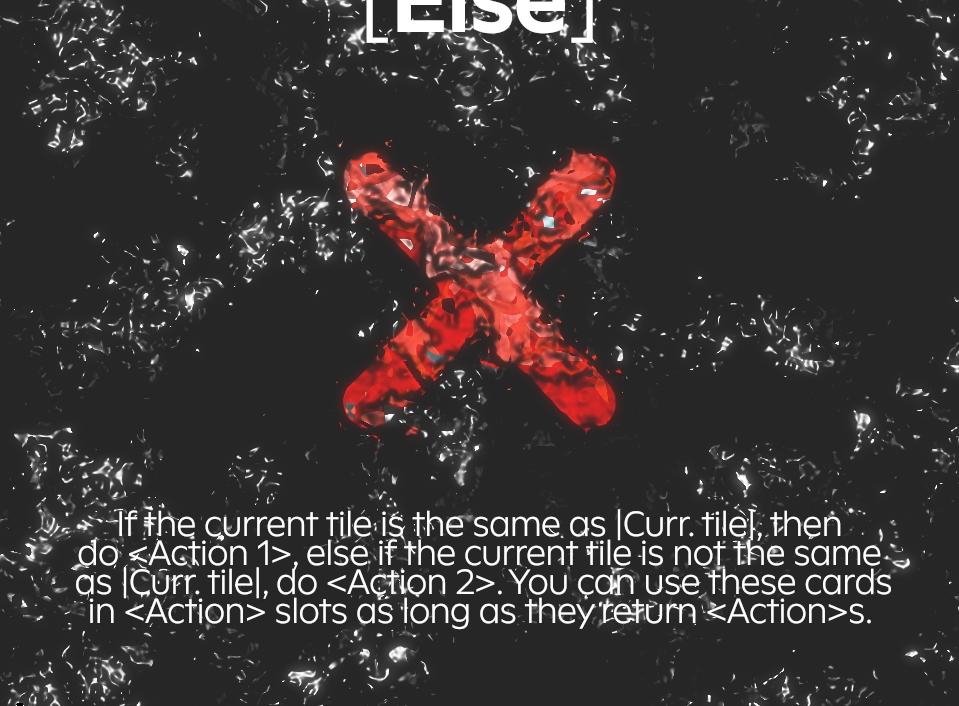 [Else]
If the current tile is the same as |Curr. tile|, then
do <Action 1>, else if the current tile is not the same
as |Curr. tile|, do <Action 2>. You can use these cards
in <Action> slots as long as they return <Action>s.